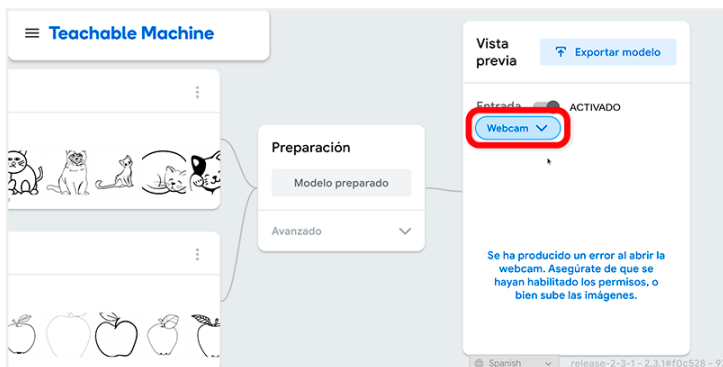 Teachable Machine
Vista
previa
Exportar modelo
Entrada
ACTIVADO
Webcam
Preparación
Modelo preparado
Avanzado
Se ha producido un error al abrir la
webcam. Asegúrate de que se
hayan habilitado los permisos, o
bien sube las imágenes.
Spanish
release-2-3-1 - 2.3.1#f0c528 - 9